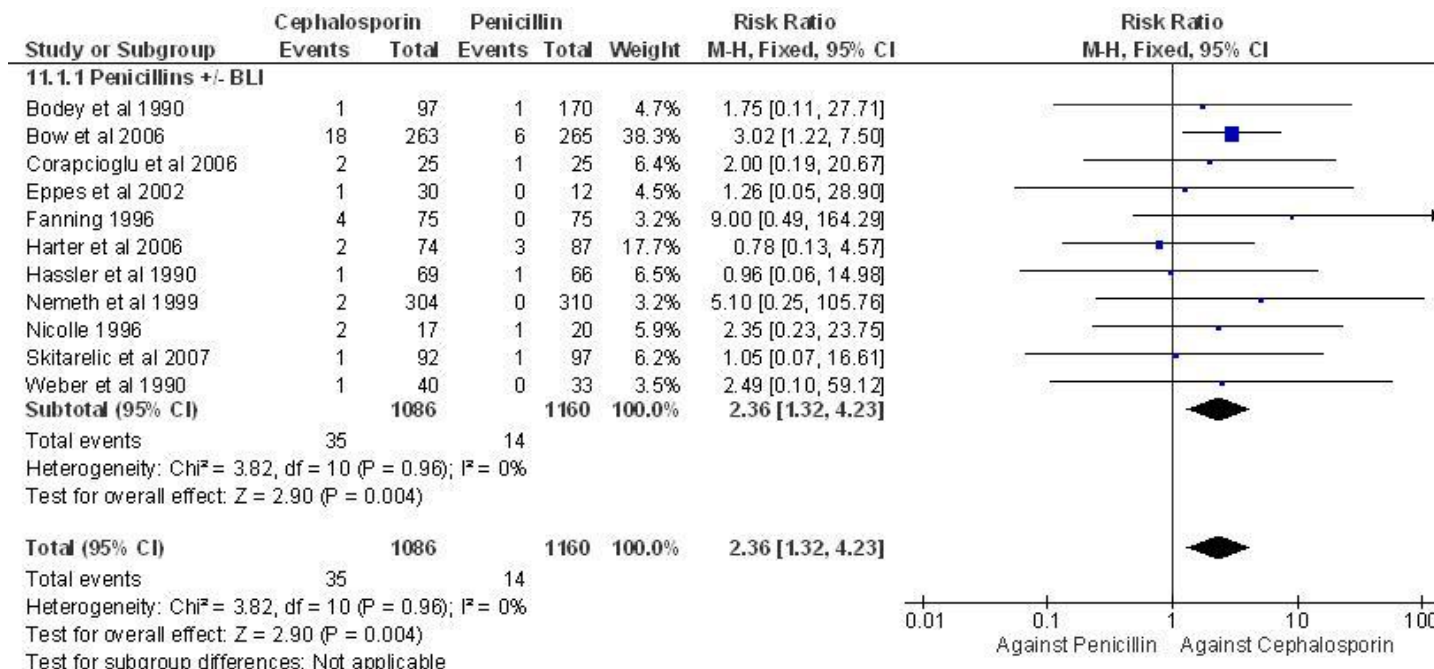 Cephalosporin Penicillin Risk Ratio Risk Ratio
Study or Subgroup Events Total Events Total Weight M-H, Fixed, 95% CI M-H, Fixed, 95% CI
11.1.1 Penicillins +/- BLI
Bodey et al 1990 1 97 1 170 4.7% 1.75 [0.11, 27.71]
Bow et al 2006 18 263 6 265 38.3% 3.02 [1.22, 7.50]
Corapcioglu et al 2006 2 25 1 25 6.4% 2.00 [0.19, 20.67]
Eppes et al 2002 1 30 0 12 4.5% 1.26 [0.05, 28.90]
Fanning 1996 4 75 0 75 3.2% 9.00 [0.49, 164.29]
Harter et al 2006 2 74 3 87 17.7% 0.78 [0.13, 4.57]
Hassler et al 1990 1 69 1 66 6.5% 0.96 [0.06, 14.98]
Nemeth et al 1999 2 304 0 310 3.2% 5.10 [0.25, 105.76]
Nicolle 1996 2 17 1 20 5.9% 2.35 [0.23, 23.75]
Skitarelic et al 2007 1 92 1 97 6.2% 1.05 [0.07, 16.61]
Weber et al 1990 1 40 0 33 3.5% 2.49 [0.10, 59.12]
Subtotal (95% CI) 1086 1160 100.0% 2.36 [1.32, 4.23]
Total events 35 14
Heterogeneity: Chi² = 3.82, df = 10 (P = 0.96); I² = 0%
Test for overall effect: Z = 2.90 (P = 0.004)
Total (95% CI) 1086 1160 100.0% 2.36 [1.32, 4.23]
Total events 35 14
Heterogeneity: Chi² = 3.82, df = 10 (P = 0.96); I² = 0%
Test for overall effect: Z = 2.90 (P = 0.004)
Test for subgroup differences: Not applicable
0.01 0.1 1 10 100
Against Penicillin Against Cephalosporin